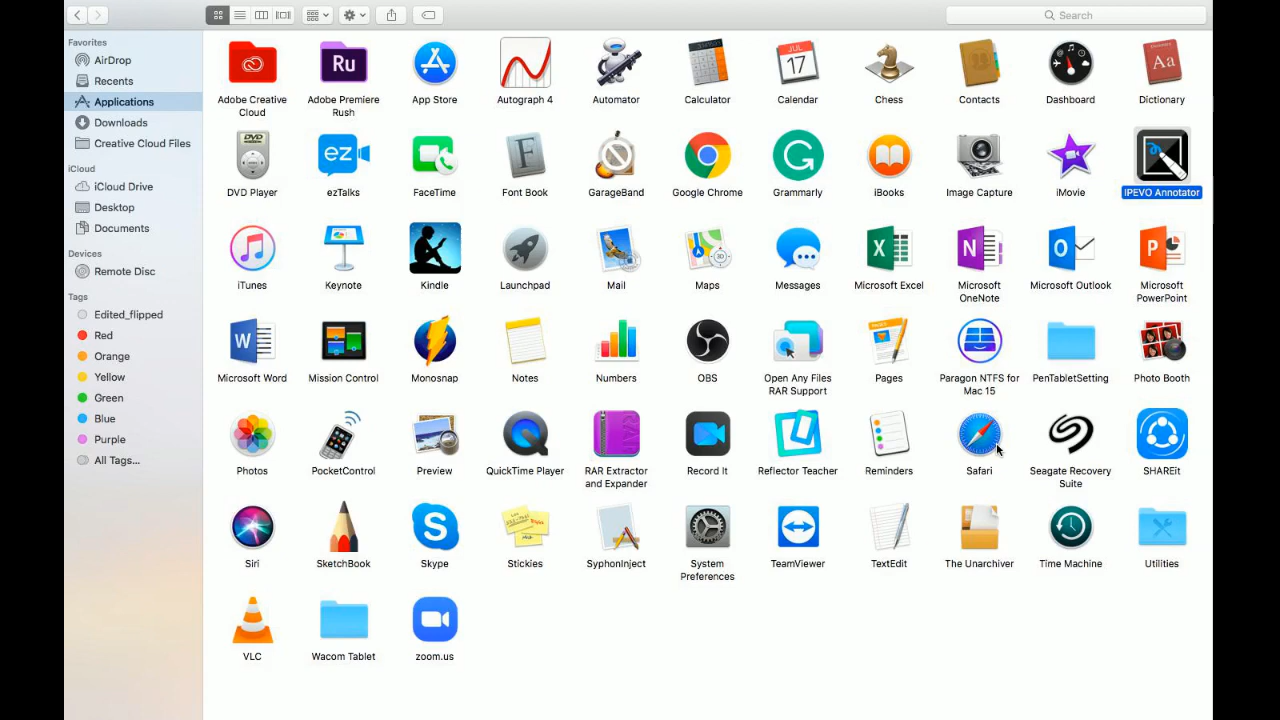 Search
Favorites
AirDrop
Recents
Applications
Downloads
Creative Cloud Files
iCloud
iCloud Drive
Desktop
Documents
Devices
Remote Disc
Tags
Edited_flipped
Red
Orange
Yellow
Green
Blue
Purple
All Tags...
Ru
JUL
17
Aa
Adobe Creative
Cloud
Adobe Premiere
Rush
App Store
Autograph 4
Automator
Calculator
Calendar
Chess
Contacts
Dashboard
Dictionary
DVD
ez
DVD Player
ezTalks
FaceTime
Font Book
GarageBand
Google Chrome
Grammarly
iBooks
Image Capture
iMovie
IPEVO Annotator
iTunes
Keynote
Kindle
Launchpad
Mail
Maps
Messages
Microsoft Excel
Microsoft
OneNote
Microsoft Outlook
Microsoft
PowerPoint
Microsoft Word
Mission Control
Monosnap
Notes
Numbers
OBS
Open Any Files
RAR Support
PAGES
Pages
Paragon NTFS for
Mac 15
PenTabletSetting
Photo Booth
Photos
PocketControl
Preview
QuickTime Player
RAR Extractor
and Expander
Record It
Reflector Teacher
Reminders
Safari
Seagate Recovery
Suite
SHAREit
Siri
SketchBook
Skype
Stickies
SyphonInject
System
Preferences
TeamViewer
TextEdit
The Unarchiver
Time Machine
Utilities
VLC
Wacom Tablet
zoom.us